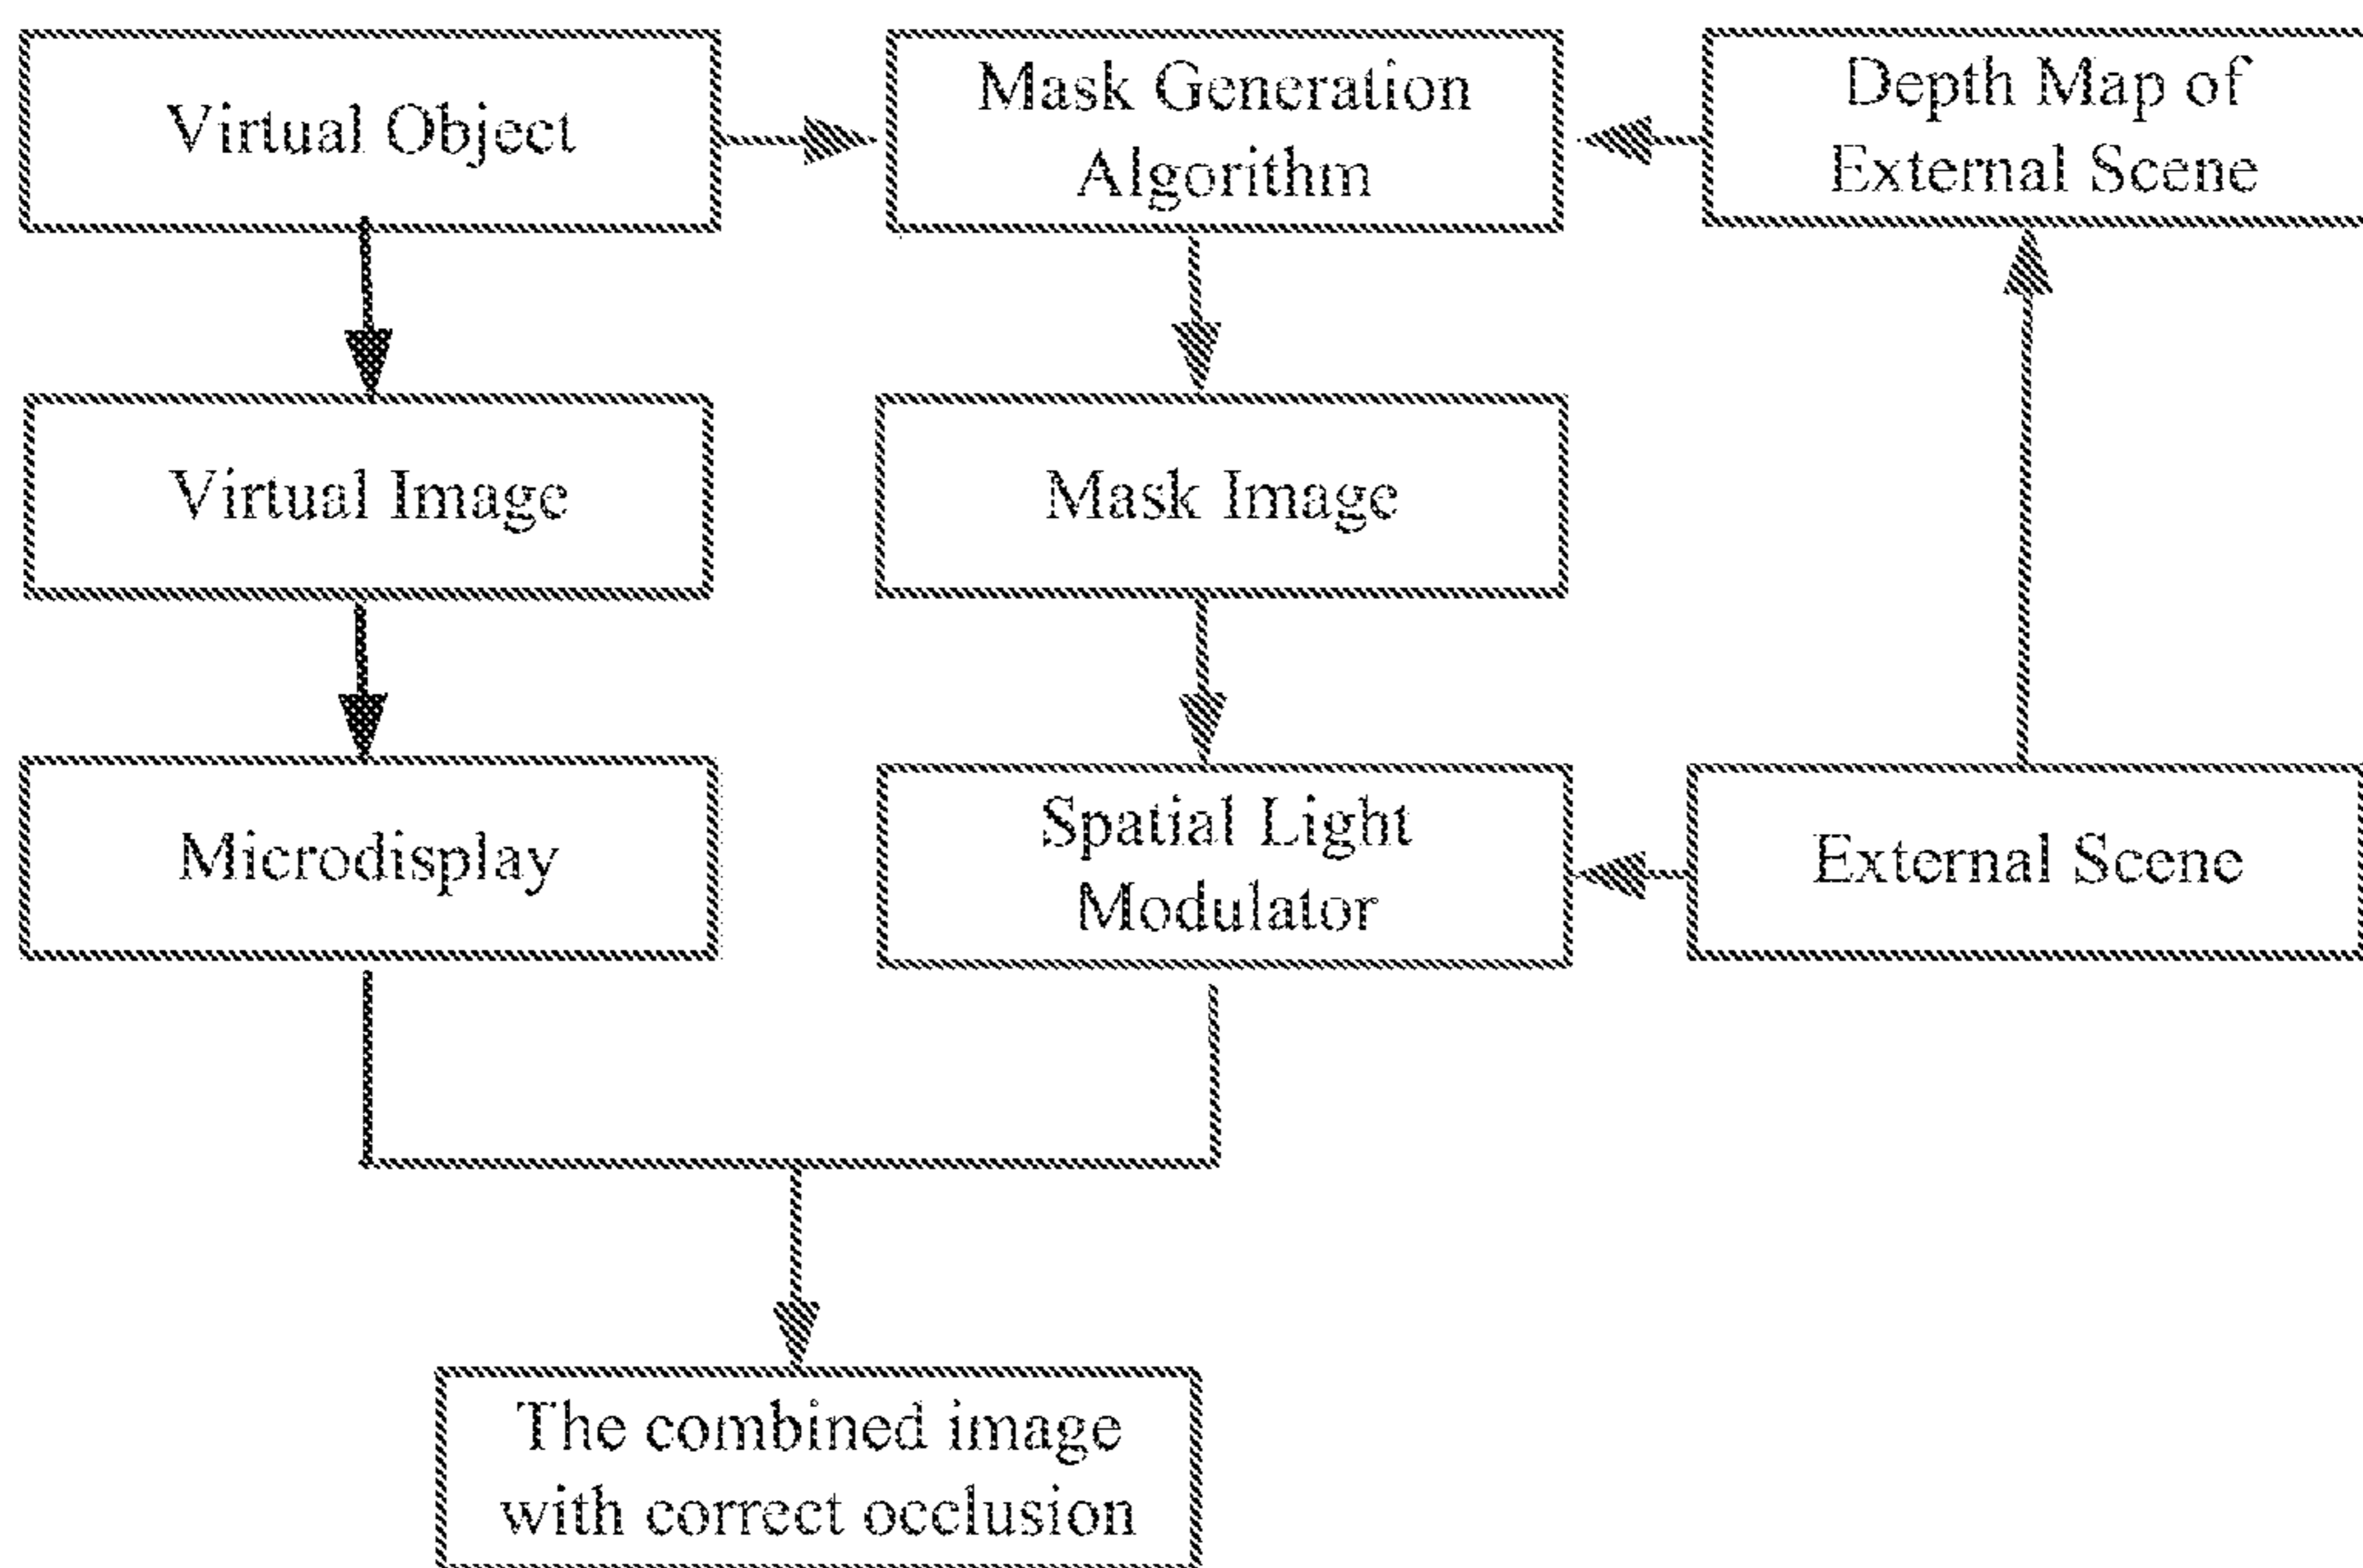 Virtual Object
Mask Generation
Algorithm
Depth Map of
External Scene
Virtual Image
Mask Image
Microdisplay
Spatial Light
Modulator
External Scene
The combined image
with correct occlusion